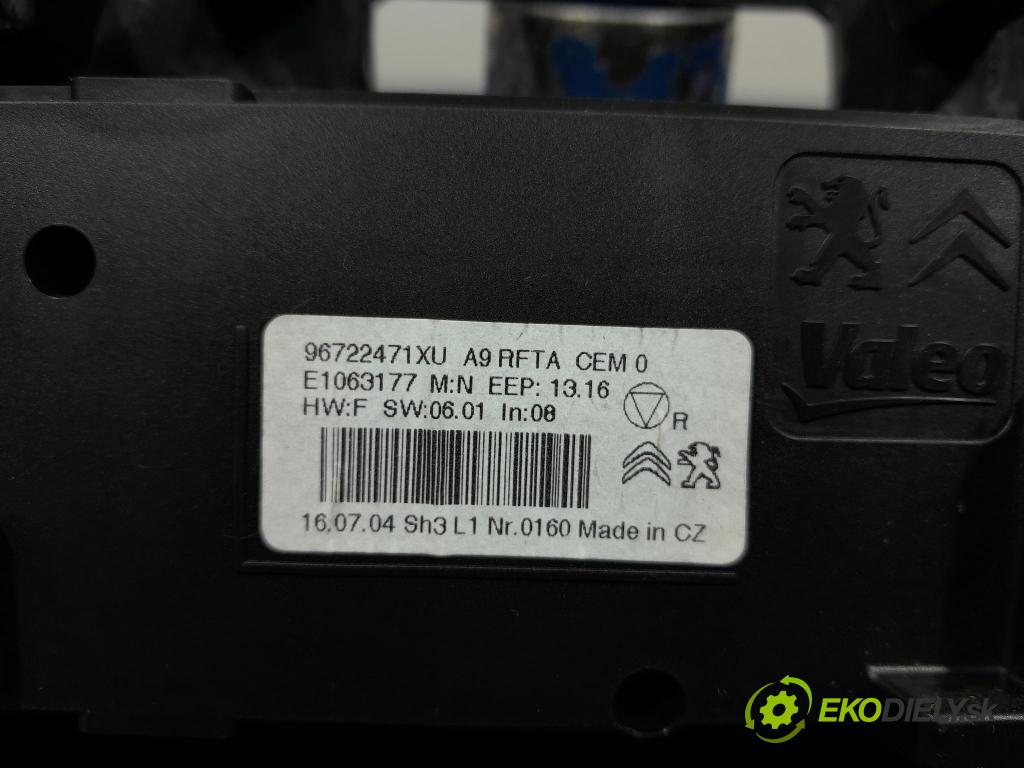 Valeo
96722471XU A9 RFTA CEM 0
E1063177 M:N EEP: 13.16
HW:F SW:06.01 In:08
R
16.07.04 Sh3 L1 Nr.0160 Made in CZ
EKODIELY.sk